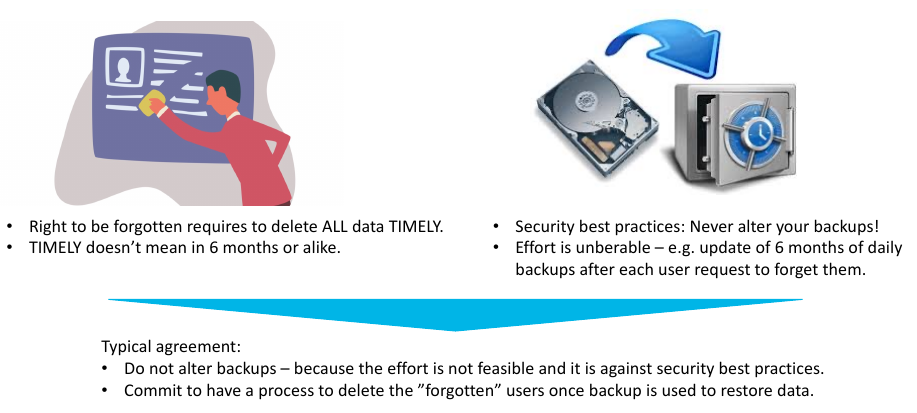 • Right to be forgotten requires to delete ALL data TIMELY.
• TIMELY doesn’t mean in 6 months or alike.
• Security best practices: Never alter your backups!
• Effort is unberable – e.g. update of 6 months of daily
backups after each user request to forget them.
Typical agreement:
• Do not alter backups – because the effort is not feasible and it is against security best practices.
• Commit to have a process to delete the ”forgotten” users once backup is used to restore data.